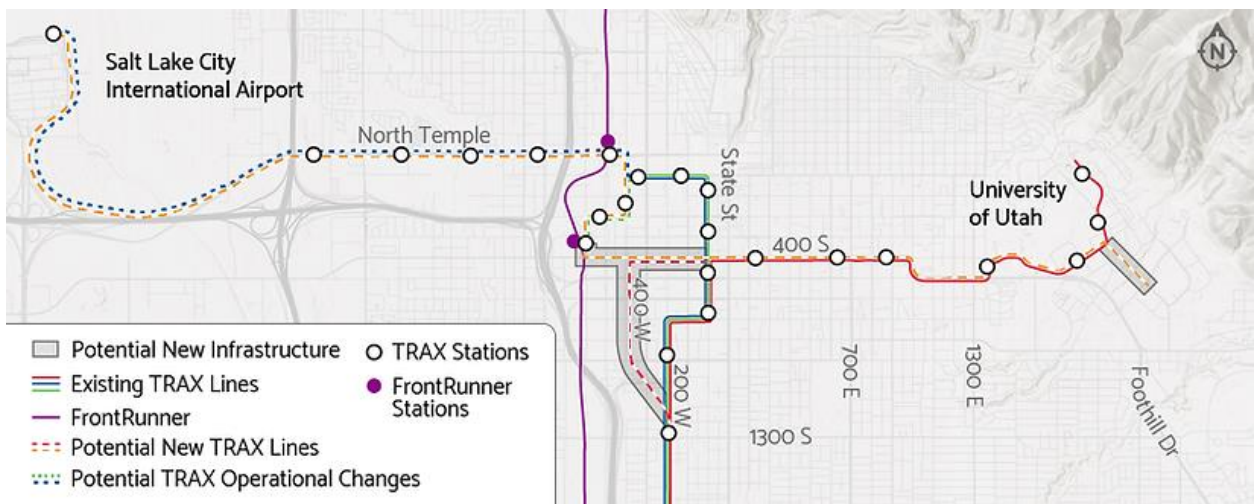 N
Salt Lake City
International Airport
North Temple
State St
University
of Utah
400 S
400 W
200 W
700 E
1300 E
1300 S
Foothill Dr
Potential New Infrastructure
Existing TRAX Lines
FrontRunner
Potential New TRAX Lines
Potential TRAX Operational Changes
TRAX Stations
FrontRunner
Stations